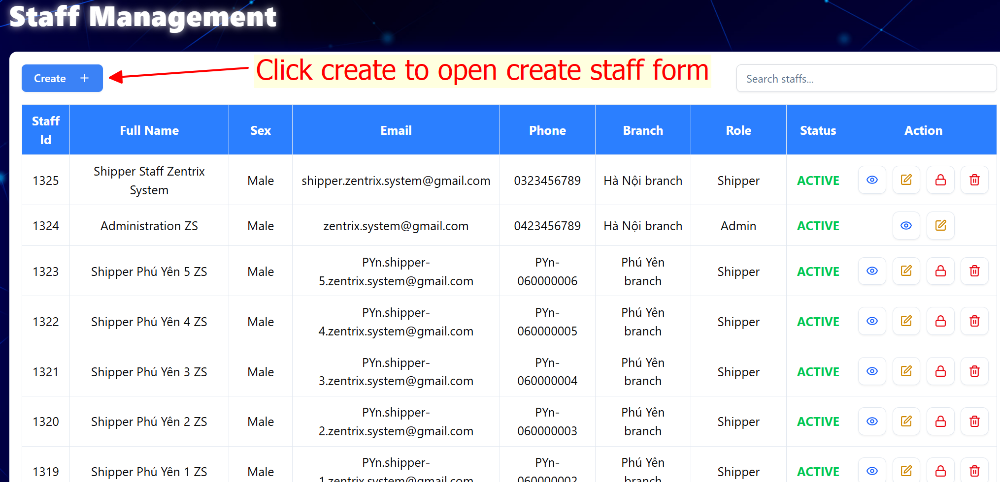 Staff Management
Create +
Click create to open create staff form
Search staffs...
Staff Id Full Name Sex Email Phone Branch Role Status Action
1325 Shipper Staff Zentrix System Male shipper.zentrix.system@gmail.com 0323456789 Hà Nội branch Shipper ACTIVE
1324 Administration ZS Male zentrix.system@gmail.com 0423456789 Hà Nội branch Admin ACTIVE
1323 Shipper Phú Yên 5 ZS Male PYn.shipper-5.zentrix.system@gmail.com PYn-060000006 Phú Yên branch Shipper ACTIVE
1322 Shipper Phú Yên 4 ZS Male PYn.shipper-4.zentrix.system@gmail.com PYn-060000005 Phú Yên branch Shipper ACTIVE
1321 Shipper Phú Yên 3 ZS Male PYn.shipper-3.zentrix.system@gmail.com PYn-060000004 Phú Yên branch Shipper ACTIVE
1320 Shipper Phú Yên 2 ZS Male PYn.shipper-2.zentrix.system@gmail.com PYn-060000003 Phú Yên branch Shipper ACTIVE
1319 Shipper Phú Yên 1 ZS Male PYn.shipper-1.zentrix.system@gmail.com PYn-060000002 Phú Yên branch Shipper ACTIVE